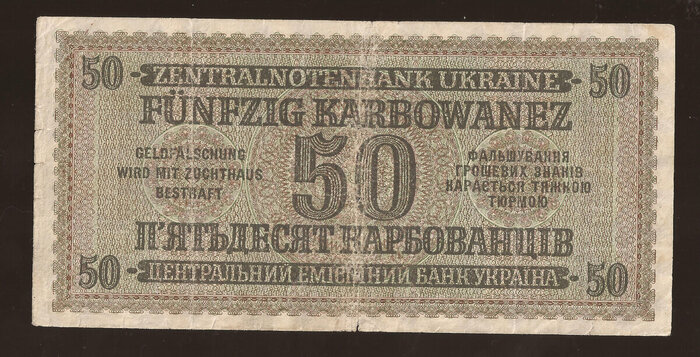 50 ZENTRALNOTENBANK UKRAINE 50
FÜNFZIG KARBOWANEZ
GELDFÄLSCHUNG
WIRD MIT ZUCHTHAUS
BESTRAFT
50
ФАЛЬШУВАННЯ
ГРОШЕВИХ ЗНАКІВ
КАРАЄТЬСЯ ТЯЖКОЮ
ТЮРМОЮ
П'ЯТЬДЕСЯТ КАРБОВАНЦІВ
50 ЦЕНТРАЛЬНИЙ ЕМІСІЙНИЙ БАНК УКРАЇНА 50